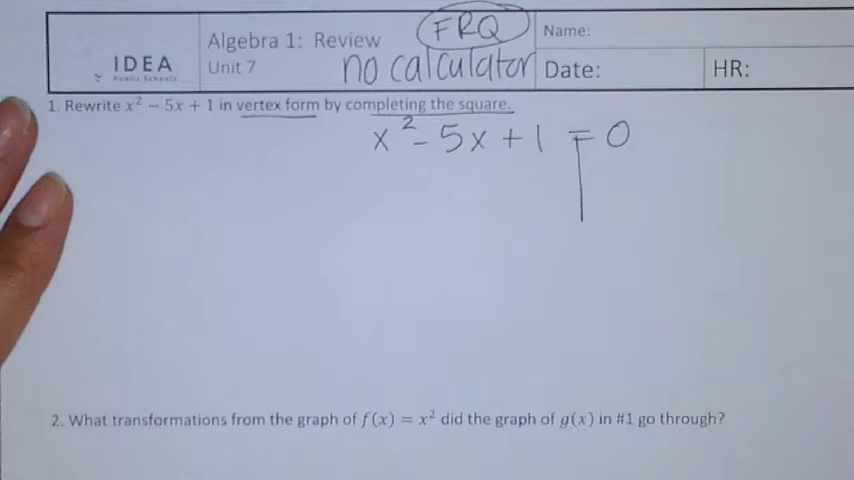 IDEA
Public Schools
Algebra 1: Review
Unit 7
FRQ
no calculator
Name:
Date:
HR:
1. Rewrite x² − 5x + 1 in vertex form by completing the square.
x² - 5x + 1 = 0
2. What transformations from the graph of f(x) = x² did the graph of g(x) in #1 go through?